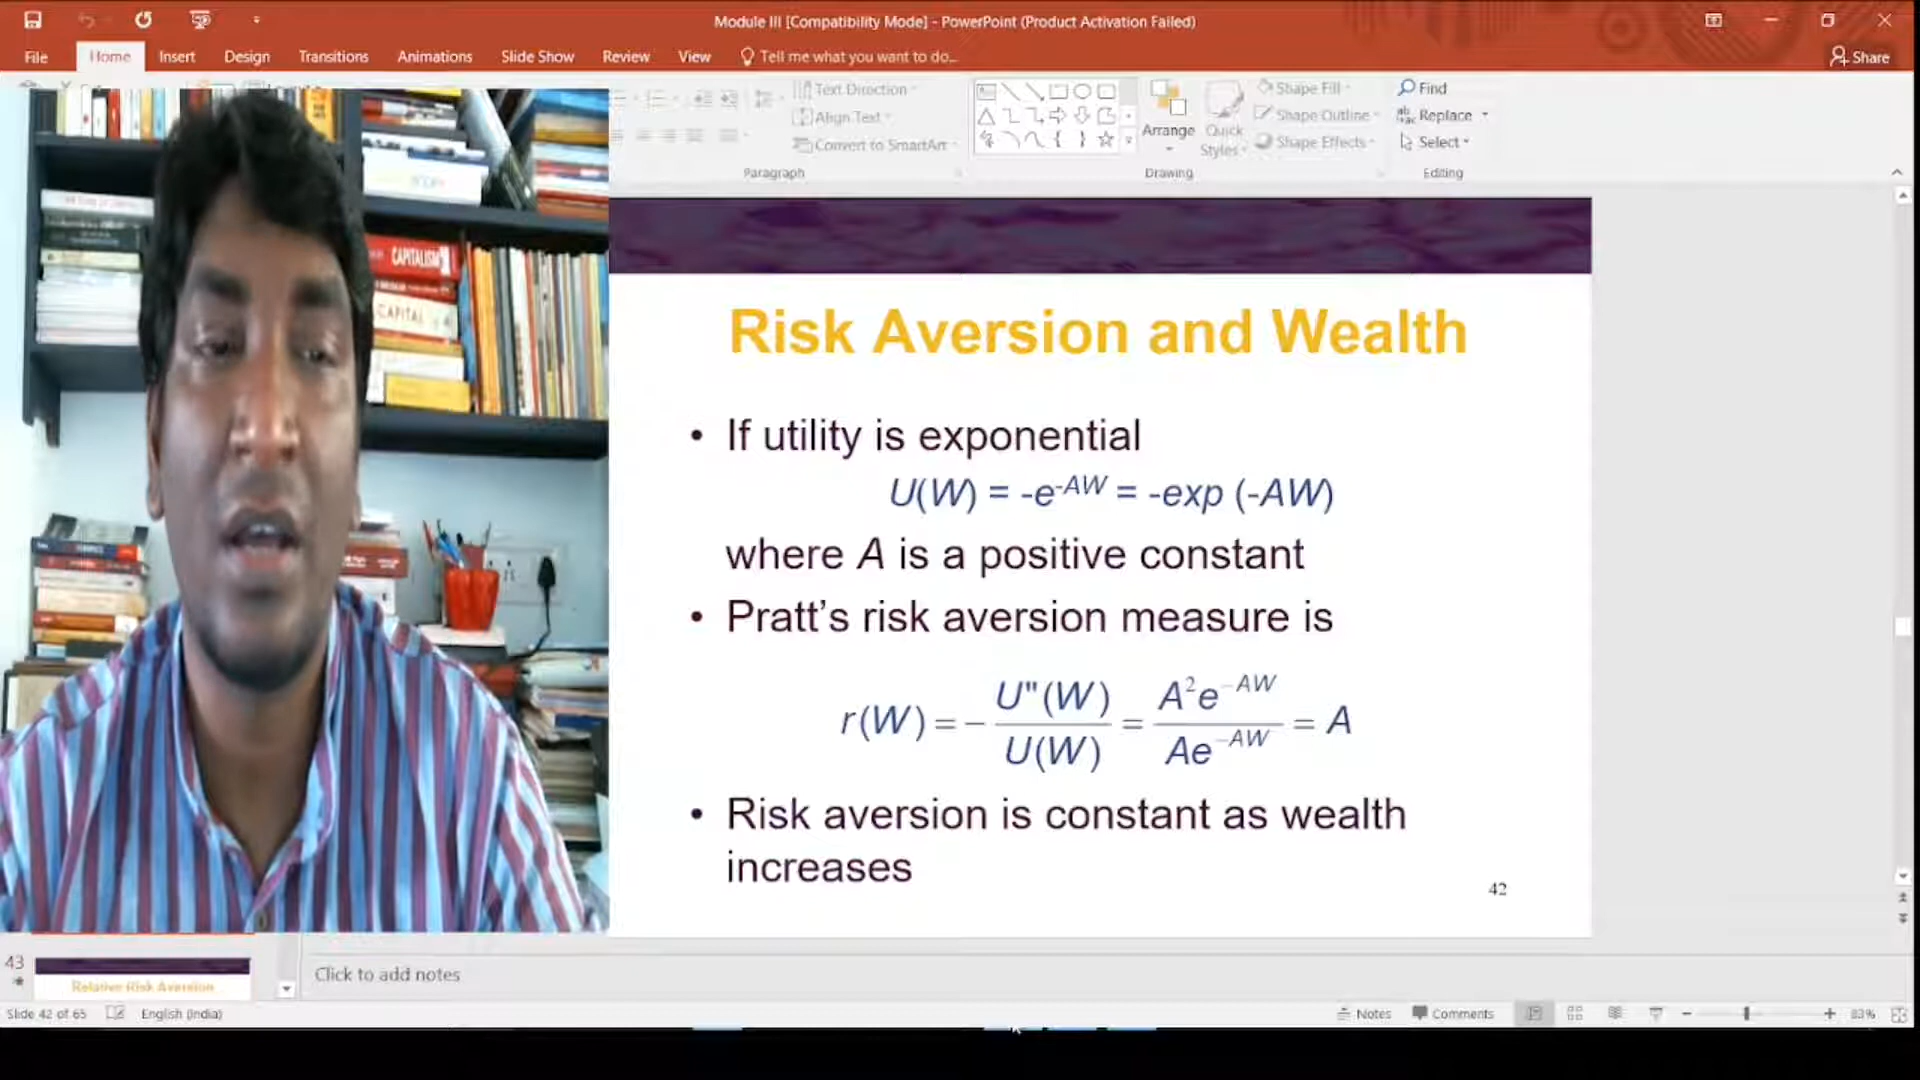 Module III [Compatibility Mode] - PowerPoint (Product Activation Failed)
File Home Insert Design Transitions Animations Slide Show Review View Tell me what you want to do... Share
Text Direction
Align Text
Convert to SmartArt
Paragraph
Arrange
Quick Styles
Shape Fill
Shape Outline
Shape Effects
Drawing
Find
Replace
Select
Editing
CAPITALISM
CAPITAL
Risk Aversion and Wealth
• If utility is exponential
U(W) = -e^-AW = -exp (-AW)
where A is a positive constant
• Pratt’s risk aversion measure is
r(W) = − U"(W) / U(W) = A²e^−AW / Ae^−AW = A
• Risk aversion is constant as wealth
increases
42
43
Relative Risk Aversion
Click to add notes
Slide 42 of 65 English (India) Notes Comments 83%